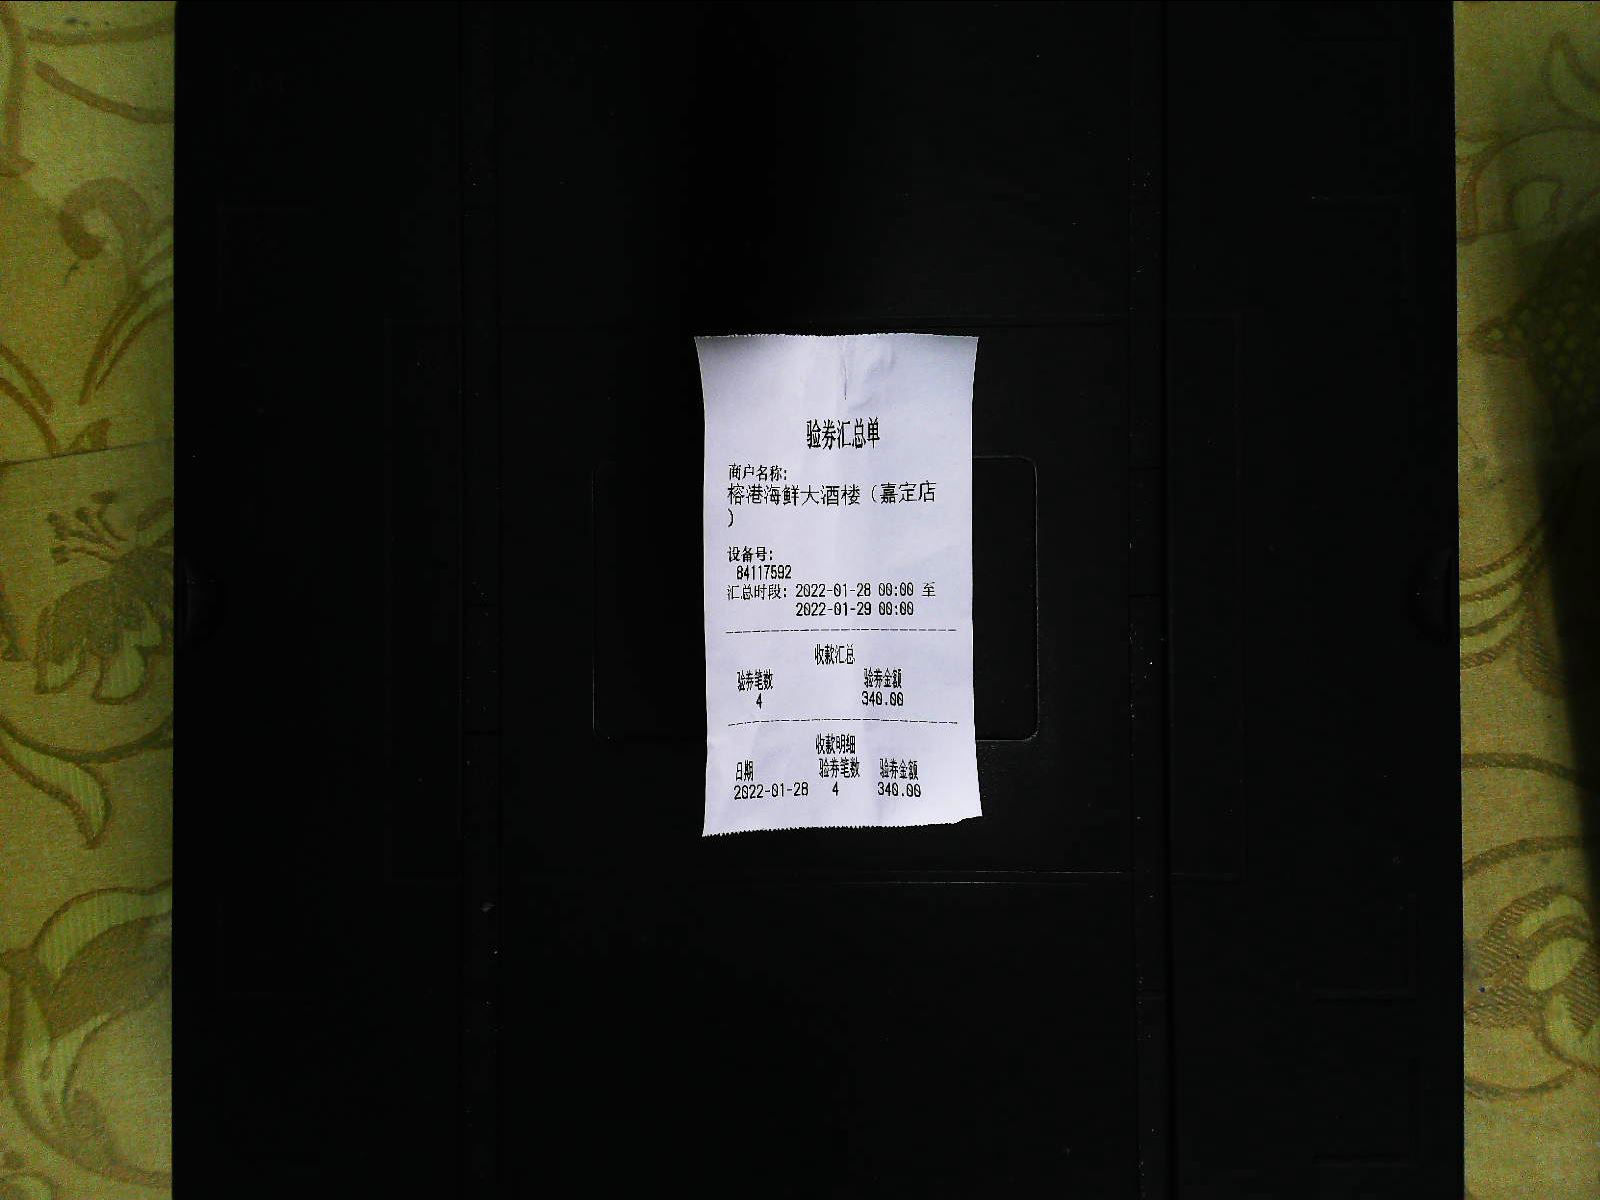 验券汇总单
商户名称:
榕港海鲜大酒楼（嘉定店
）
设备号:
84117592
汇总时段: 2022-01-28 00:00 至
2022-01-29 00:00
收款汇总
验券笔数 验券金额
4 340.00
收款明细
日期 验券笔数 验券金额
2022-01-28 4 340.00